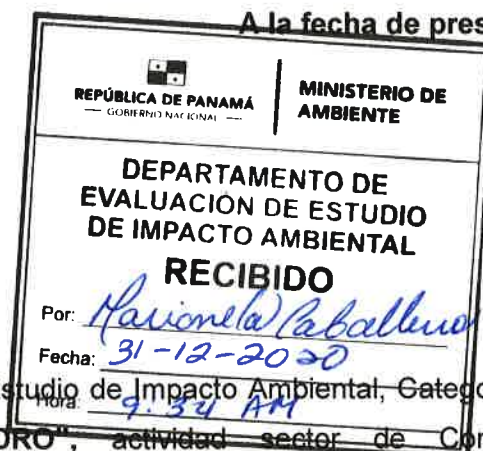 A la fecha de pres
REPÚBLICA DE PANAMÁ
— GOBIERNO NACIONAL —
MINISTERIO DE
AMBIENTE
DEPARTAMENTO DE
EVALUACIÓN DE ESTUDIO
DE IMPACTO AMBIENTAL
RECIBIDO
Por: Marionela Caballero
Fecha: 31-12-2020
Hora: 9:34 AM
studio de Impacto Ambiental, Catego
ORO", actividad sector de Con